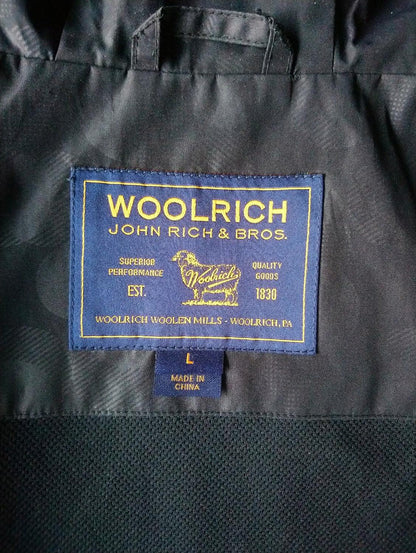 WOOLRICH
JOHN RICH & BROS.
SUPERIOR PERFORMANCE
Woolrich
QUALITY GOODS
EST. 1830
WOOLRICH WOOLEN MILLS - WOOLRICH, PA
L
MADE IN
CHINA